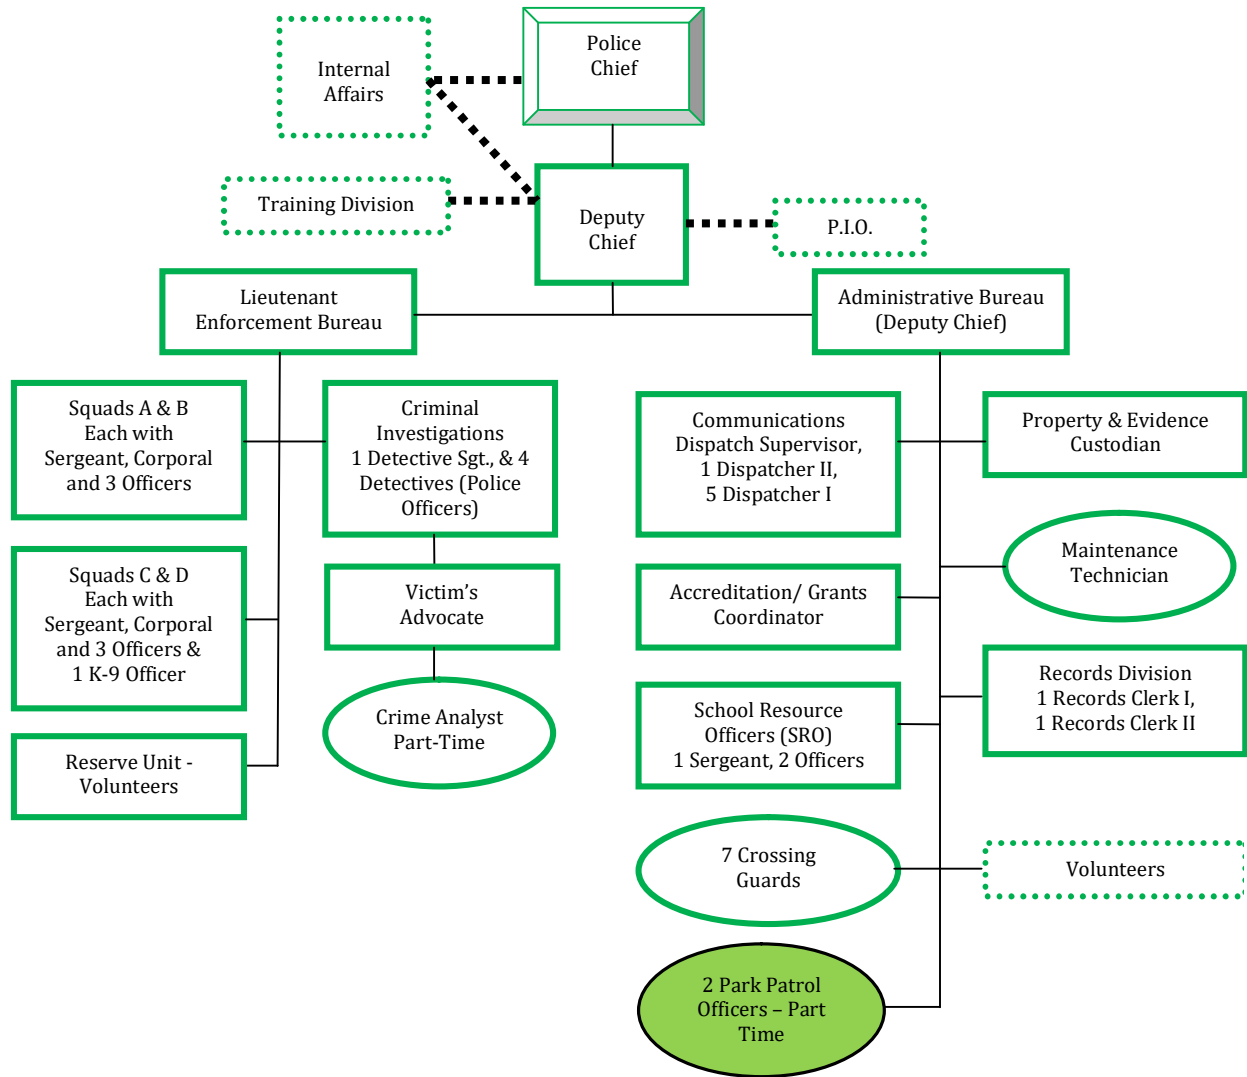 Police
Chief
Internal
Affairs
Training Division
Deputy
Chief
P.I.O.
Lieutenant
Enforcement Bureau
Administrative Bureau
(Deputy Chief)
Squads A & B
Each with
Sergeant, Corporal
and 3 Officers
Criminal
Investigations
1 Detective Sgt., & 4
Detectives (Police
Officers)
Communications
Dispatch Supervisor,
1 Dispatcher II,
5 Dispatcher I
Property & Evidence
Custodian
Squads C & D
Each with
Sergeant, Corporal
and 3 Officers &
1 K-9 Officer
Victim’s
Advocate
Accreditation/ Grants
Coordinator
Maintenance
Technician
Crime Analyst
Part-Time
School Resource
Officers (SRO)
1 Sergeant, 2 Officers
Records Division
1 Records Clerk I,
1 Records Clerk II
Reserve Unit -
Volunteers
7 Crossing
Guards
Volunteers
2 Park Patrol
Officers – Part
Time